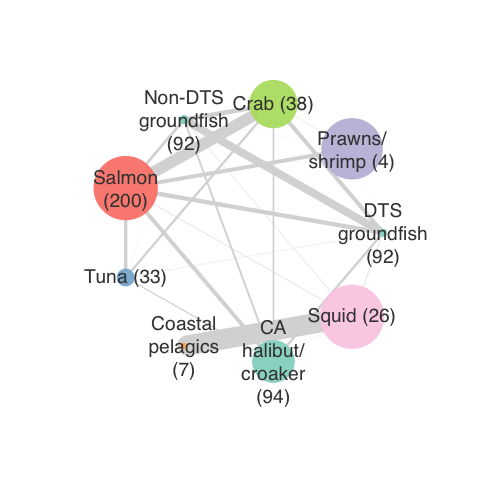 Non-DTS
groundfish
(92)
Crab (38)
Prawns/
shrimp (4)
Salmon
(200)
DTS
groundfish
(92)
Tuna (33)
Squid (26)
Coastal
pelagics
(7)
CA
halibut/
croaker
(94)